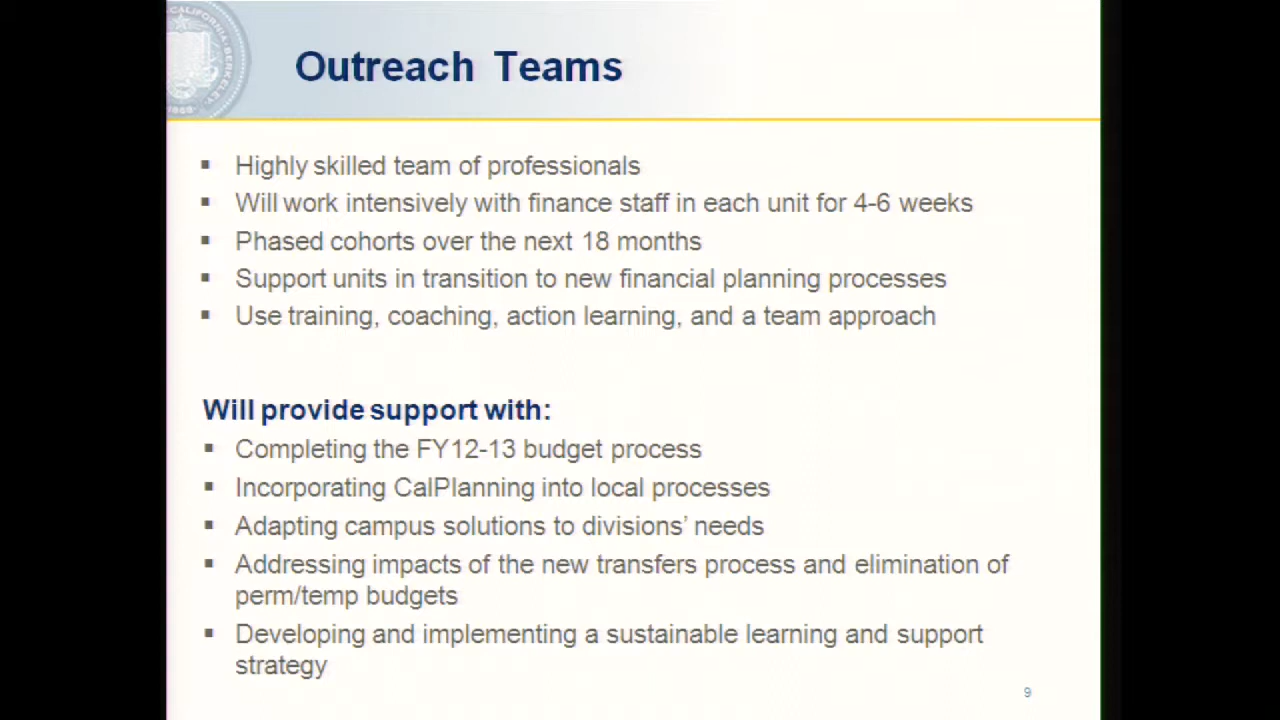 CALIFORNIA·BERKELEY·
1868
Outreach Teams
▪ Highly skilled team of professionals
▪ Will work intensively with finance staff in each unit for 4-6 weeks
▪ Phased cohorts over the next 18 months
▪ Support units in transition to new financial planning processes
▪ Use training, coaching, action learning, and a team approach
Will provide support with:
▪ Completing the FY12-13 budget process
▪ Incorporating CalPlanning into local processes
▪ Adapting campus solutions to divisions’ needs
▪ Addressing impacts of the new transfers process and elimination of
perm/temp budgets
▪ Developing and implementing a sustainable learning and support
strategy
9